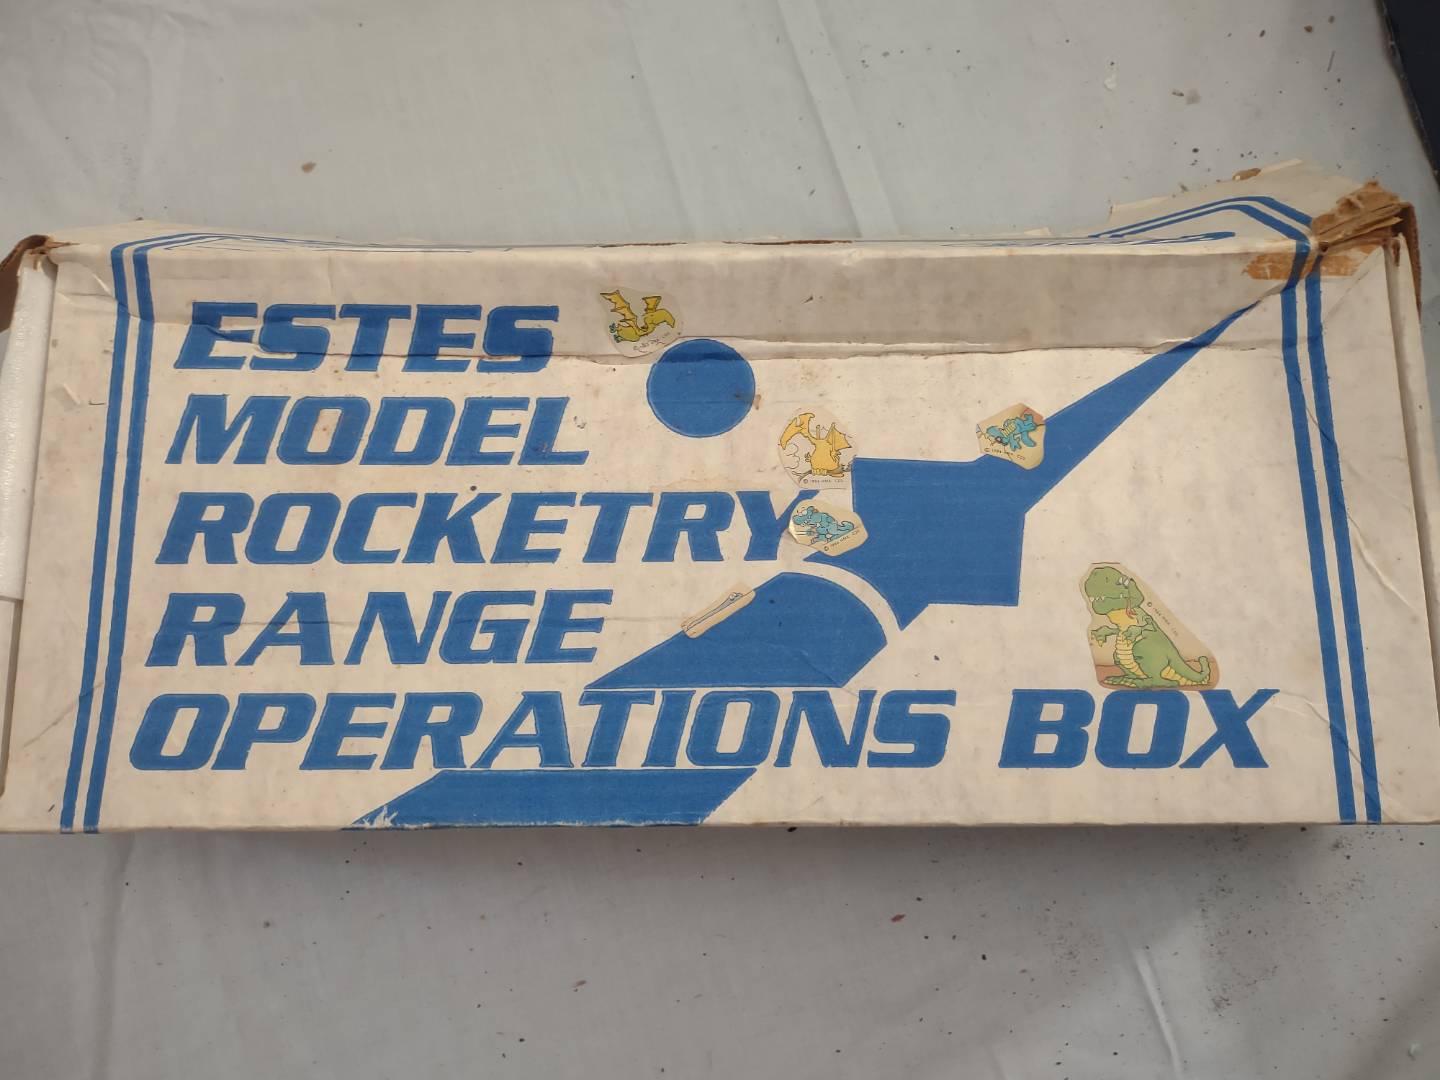 ESTES
MODEL
ROCKETRY
RANGE
OPERATIONS BOX